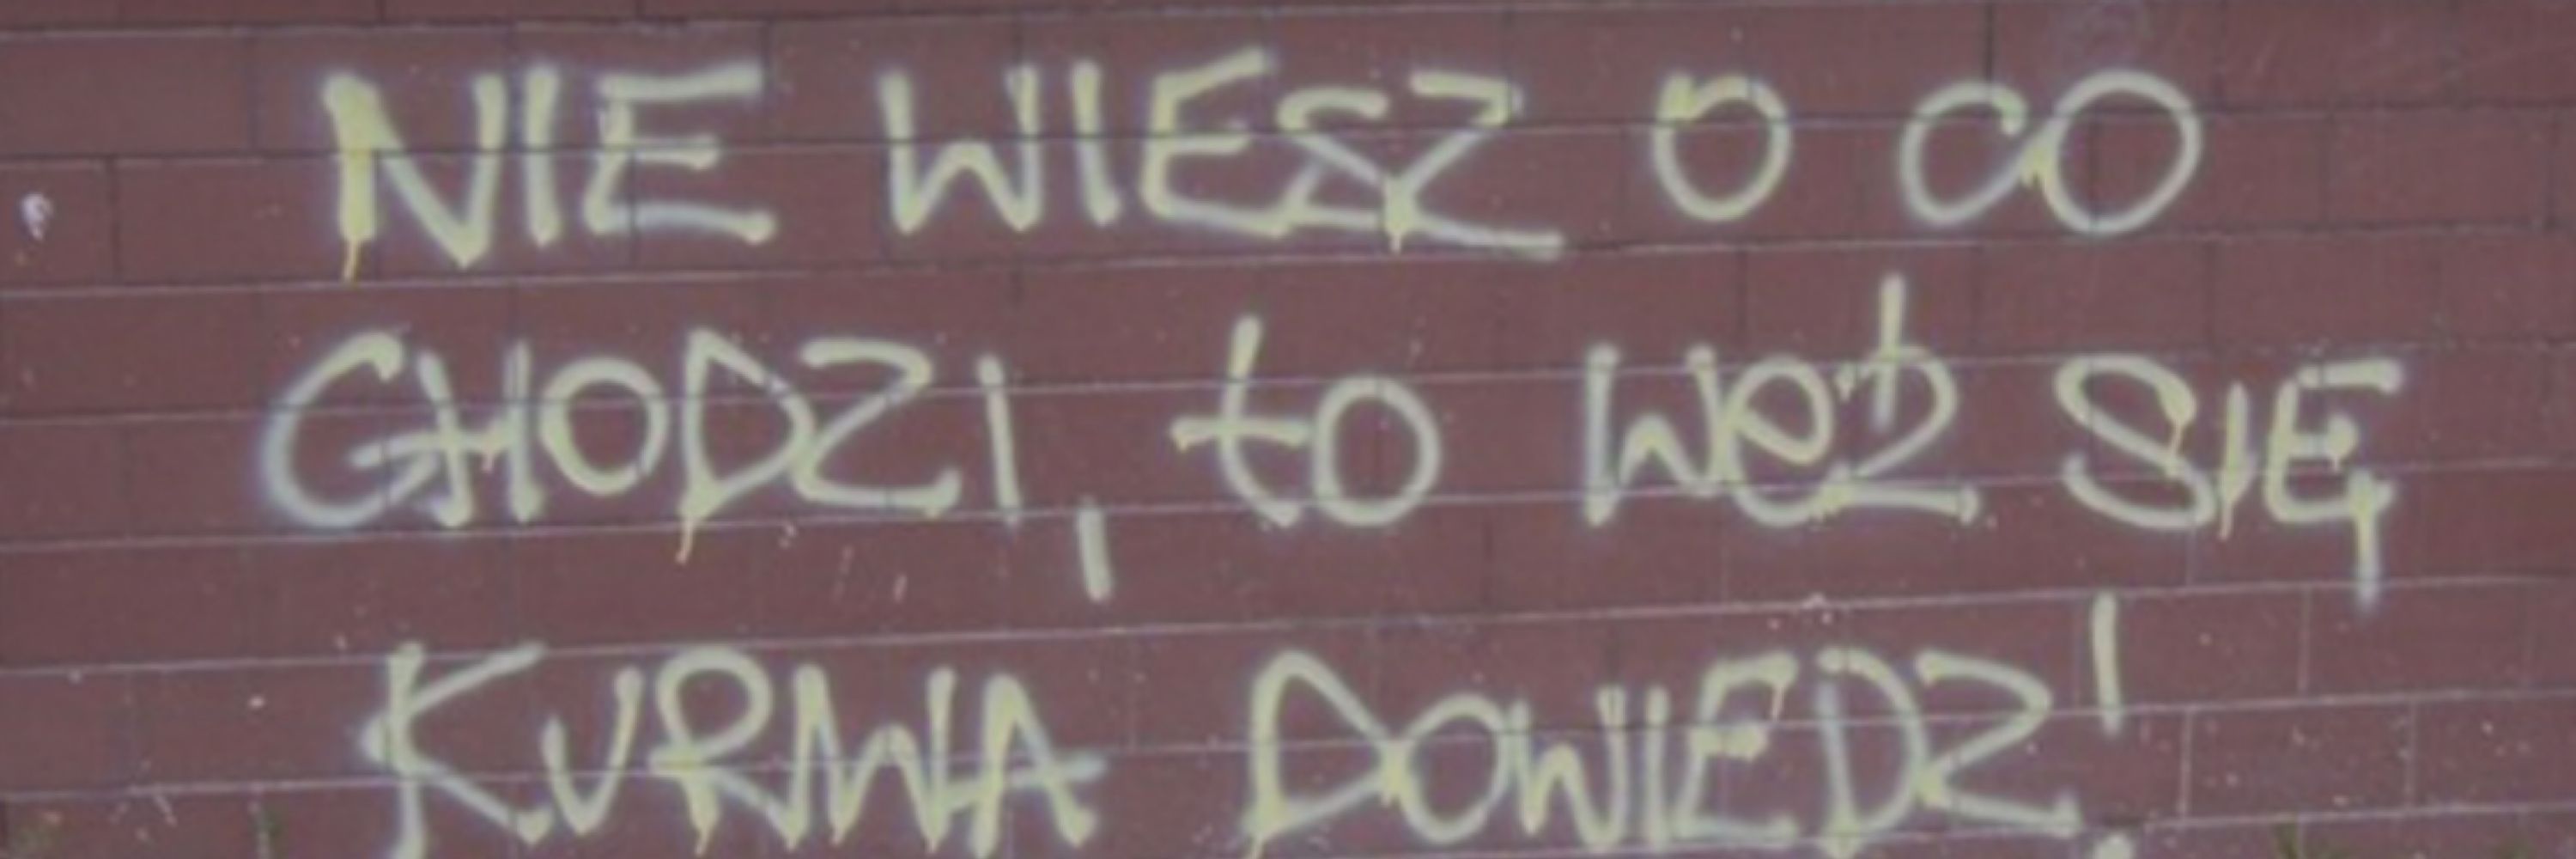 NIE WIESZ O CO
CHODZI, to weź SIĘ
KURWA DOWIEDZ!